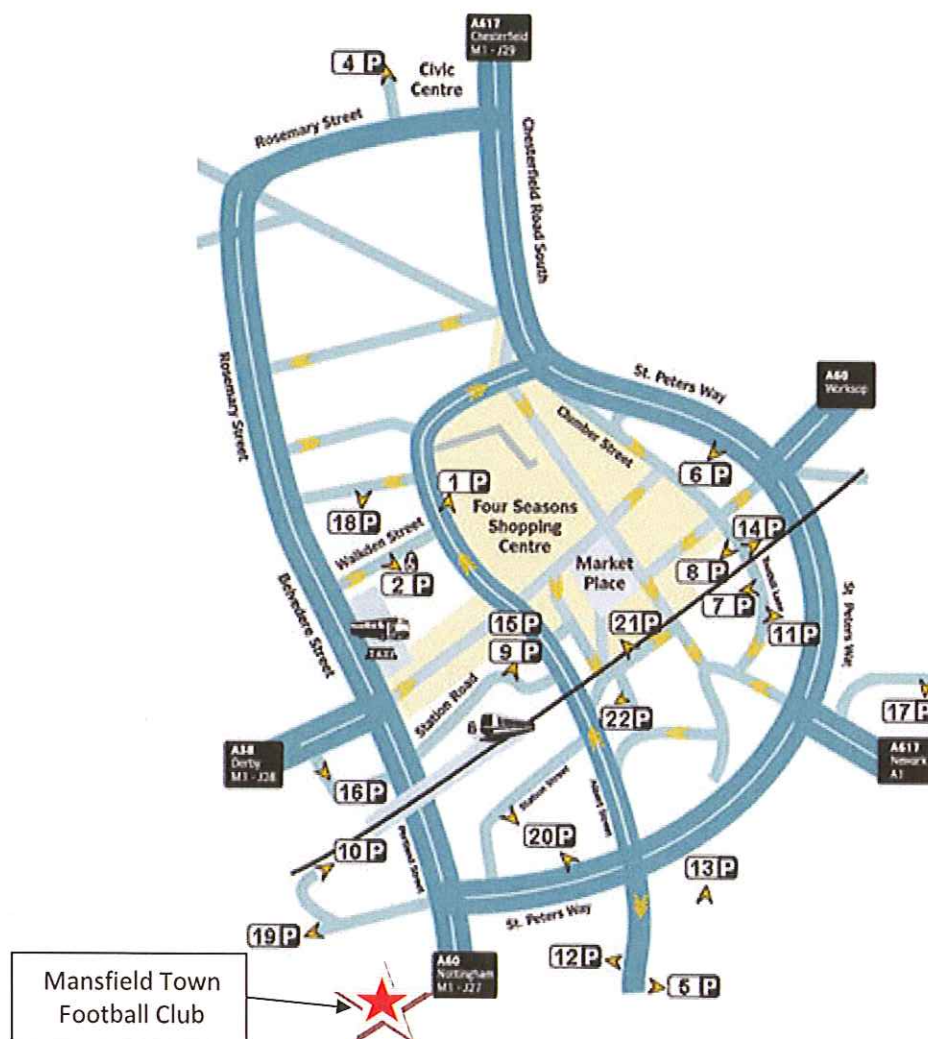 A617
Chesterfield
M1 - J29
4 P
Civic
Centre
Rosemary Street
Chesterfield Road South
St. Peters Way
A60
Worksop
Rosemary Street
Clumber Street
6 P
1 P
18 P
Four Seasons
Shopping
Centre
14 P
Walkden Street
Market
Place
8 P
2 P
7 P
Belvedere Street
TAXI
15 P
21 P
11 P
St. Peters Way
9 P
Station Road
22 P
17 P
A38
Derby
M1 - J28
A617
Newark
A1
16 P
Station Street
Albert Street
10 P
Portland Street
20 P
13 P
19 P
St. Peters Way
12 P
5 P
A60
Nottingham
M1 - J27
Mansfield Town
Football Club